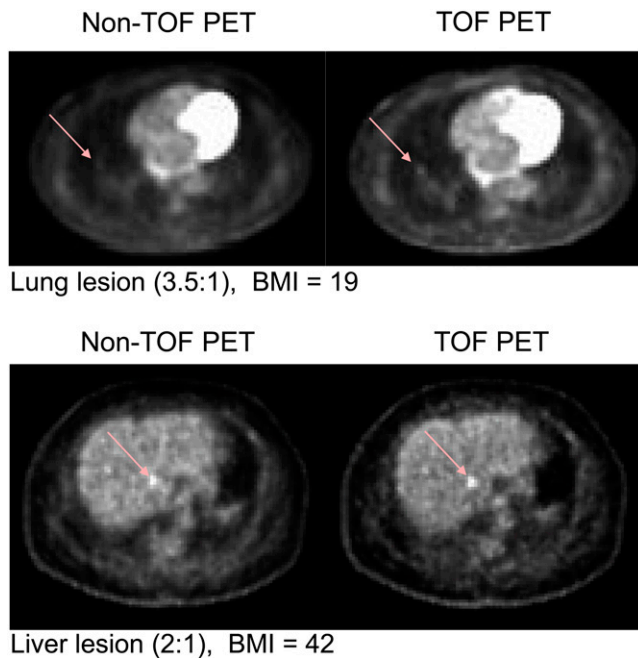 Non-TOF PET TOF PET
Lung lesion (3.5:1), BMI = 19
Non-TOF PET TOF PET
Liver lesion (2:1), BMI = 42